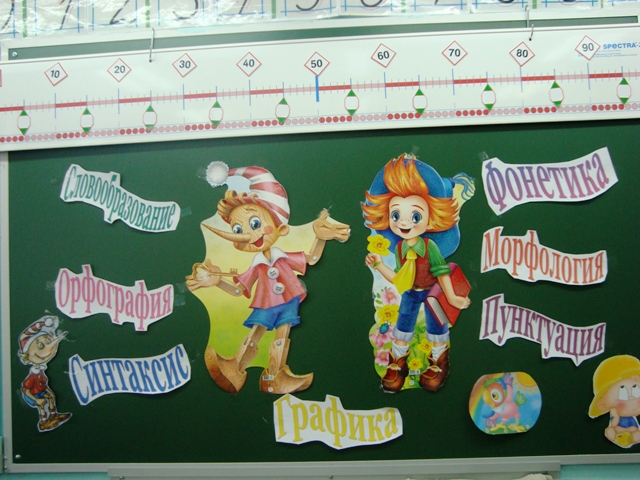 10 20 30 40 50 60 70 80 90 SPECTRA
Словообразование
Фонетика
Орфография
Морфология
Синтаксис
Пунктуация
Графика